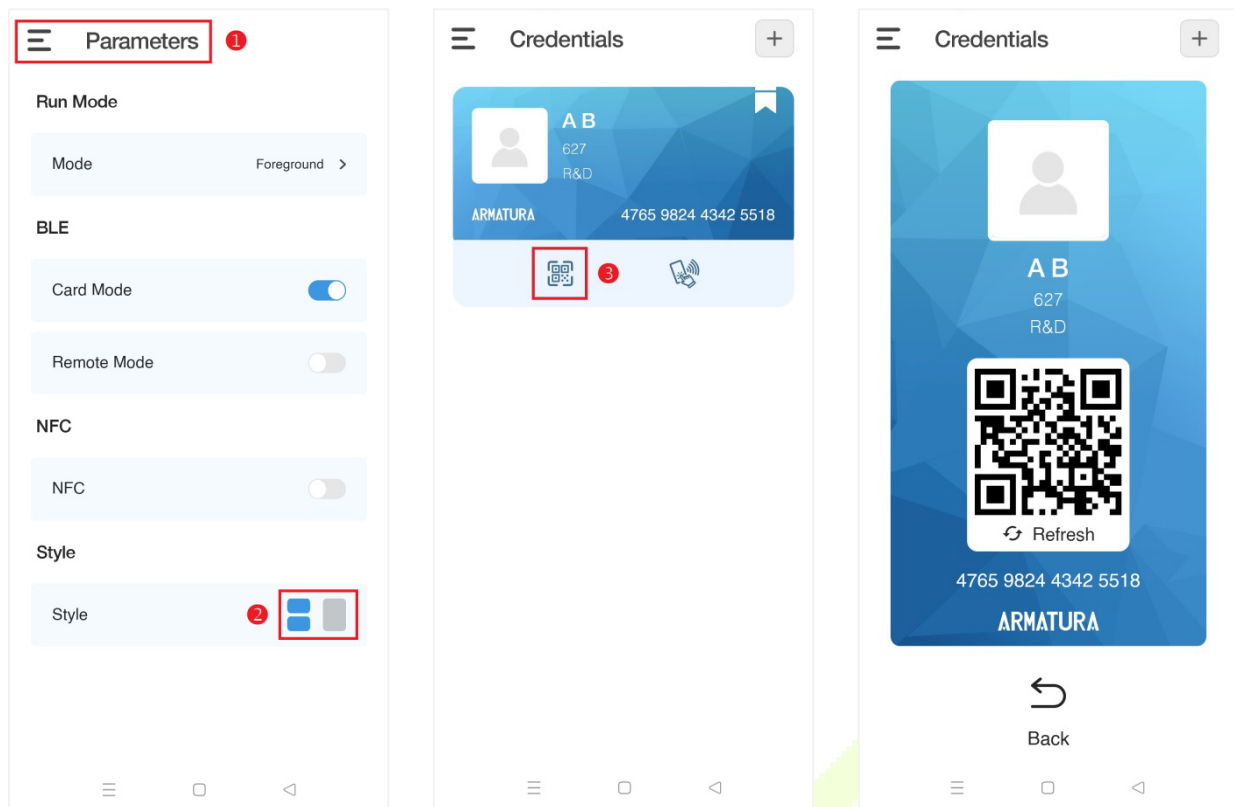 Parameters 1
Run Mode
Mode Foreground >
BLE
Card Mode
Remote Mode
NFC
NFC
Style
Style 2
Credentials +
A B
627
R&D
ARMATURA 4765 9824 4342 5518
3
Credentials +
A B
627
R&D
Refresh
4765 9824 4342 5518
ARMATURA
Back